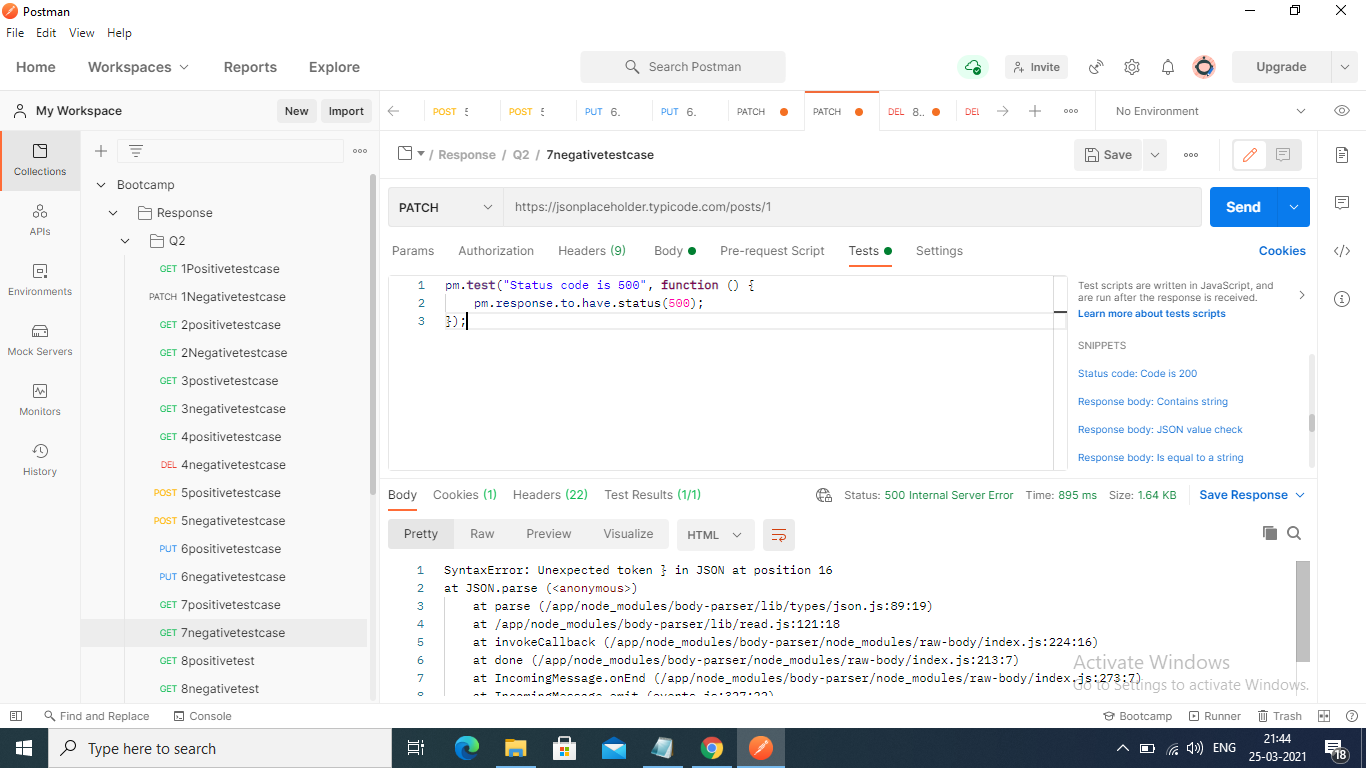 Postman
File Edit View Help
Home Workspaces Reports Explore Search Postman Invite Upgrade
My Workspace New Import
POST POST PUT 6. PUT 6. PATCH PATCH DEL 8.. DEL No Environment
Collections
APIs
Environments
Mock Servers
Monitors
History
Bootcamp
Response
Q2
GET 1Positivetestcase
PATCH 1Negativetestcase
GET 2positivetestcase
GET 2Negativetestcase
GET 3postivetestcase
GET 3negativetestcase
GET 4positivetestcase
DEL 4negativetestcase
POST 5positivetestcase
POST 5negativetestcase
PUT 6positivetestcase
PUT 6negativetestcase
GET 7positivetestcase
GET 7negativetestcase
GET 8positivetest
GET 8negativetest
/ Response / Q2 / 7negativetestcase Save
PATCH https://jsonplaceholder.typicode.com/posts/1 Send
Params Authorization Headers (9) Body Pre-request Script Tests Settings Cookies
1 pm.test("Status code is 500", function () {
2 pm.response.to.have.status(500);
3 });
Test scripts are written in JavaScript, and
are run after the response is received.
Learn more about tests scripts
SNIPPETS
Status code: Code is 200
Response body: Contains string
Response body: JSON value check
Response body: Is equal to a string
Body Cookies (1) Headers (22) Test Results (1/1) Status: 500 Internal Server Error Time: 895 ms Size: 1.64 KB Save Response
Pretty Raw Preview Visualize HTML
1 SyntaxError: Unexpected token } in JSON at position 16
2 at JSON.parse (<anonymous>)
3 at parse (/app/node_modules/body-parser/lib/types/json.js:89:19)
4 at /app/node_modules/body-parser/lib/read.js:121:18
5 at invokeCallback (/app/node_modules/body-parser/node_modules/raw-body/index.js:224:16)
6 at done (/app/node_modules/body-parser/node_modules/raw-body/index.js:213:7)
7 at IncomingMessage.onEnd (/app/node_modules/body-parser/node_modules/raw-body/index.js:273:7)
8 at IncomingMessage.emit (events.js:327:22)
Activate Windows
Go to Settings to activate Windows.
Find and Replace Console Bootcamp Runner Trash
Type here to search ENG 21:44
25-03-2021 18